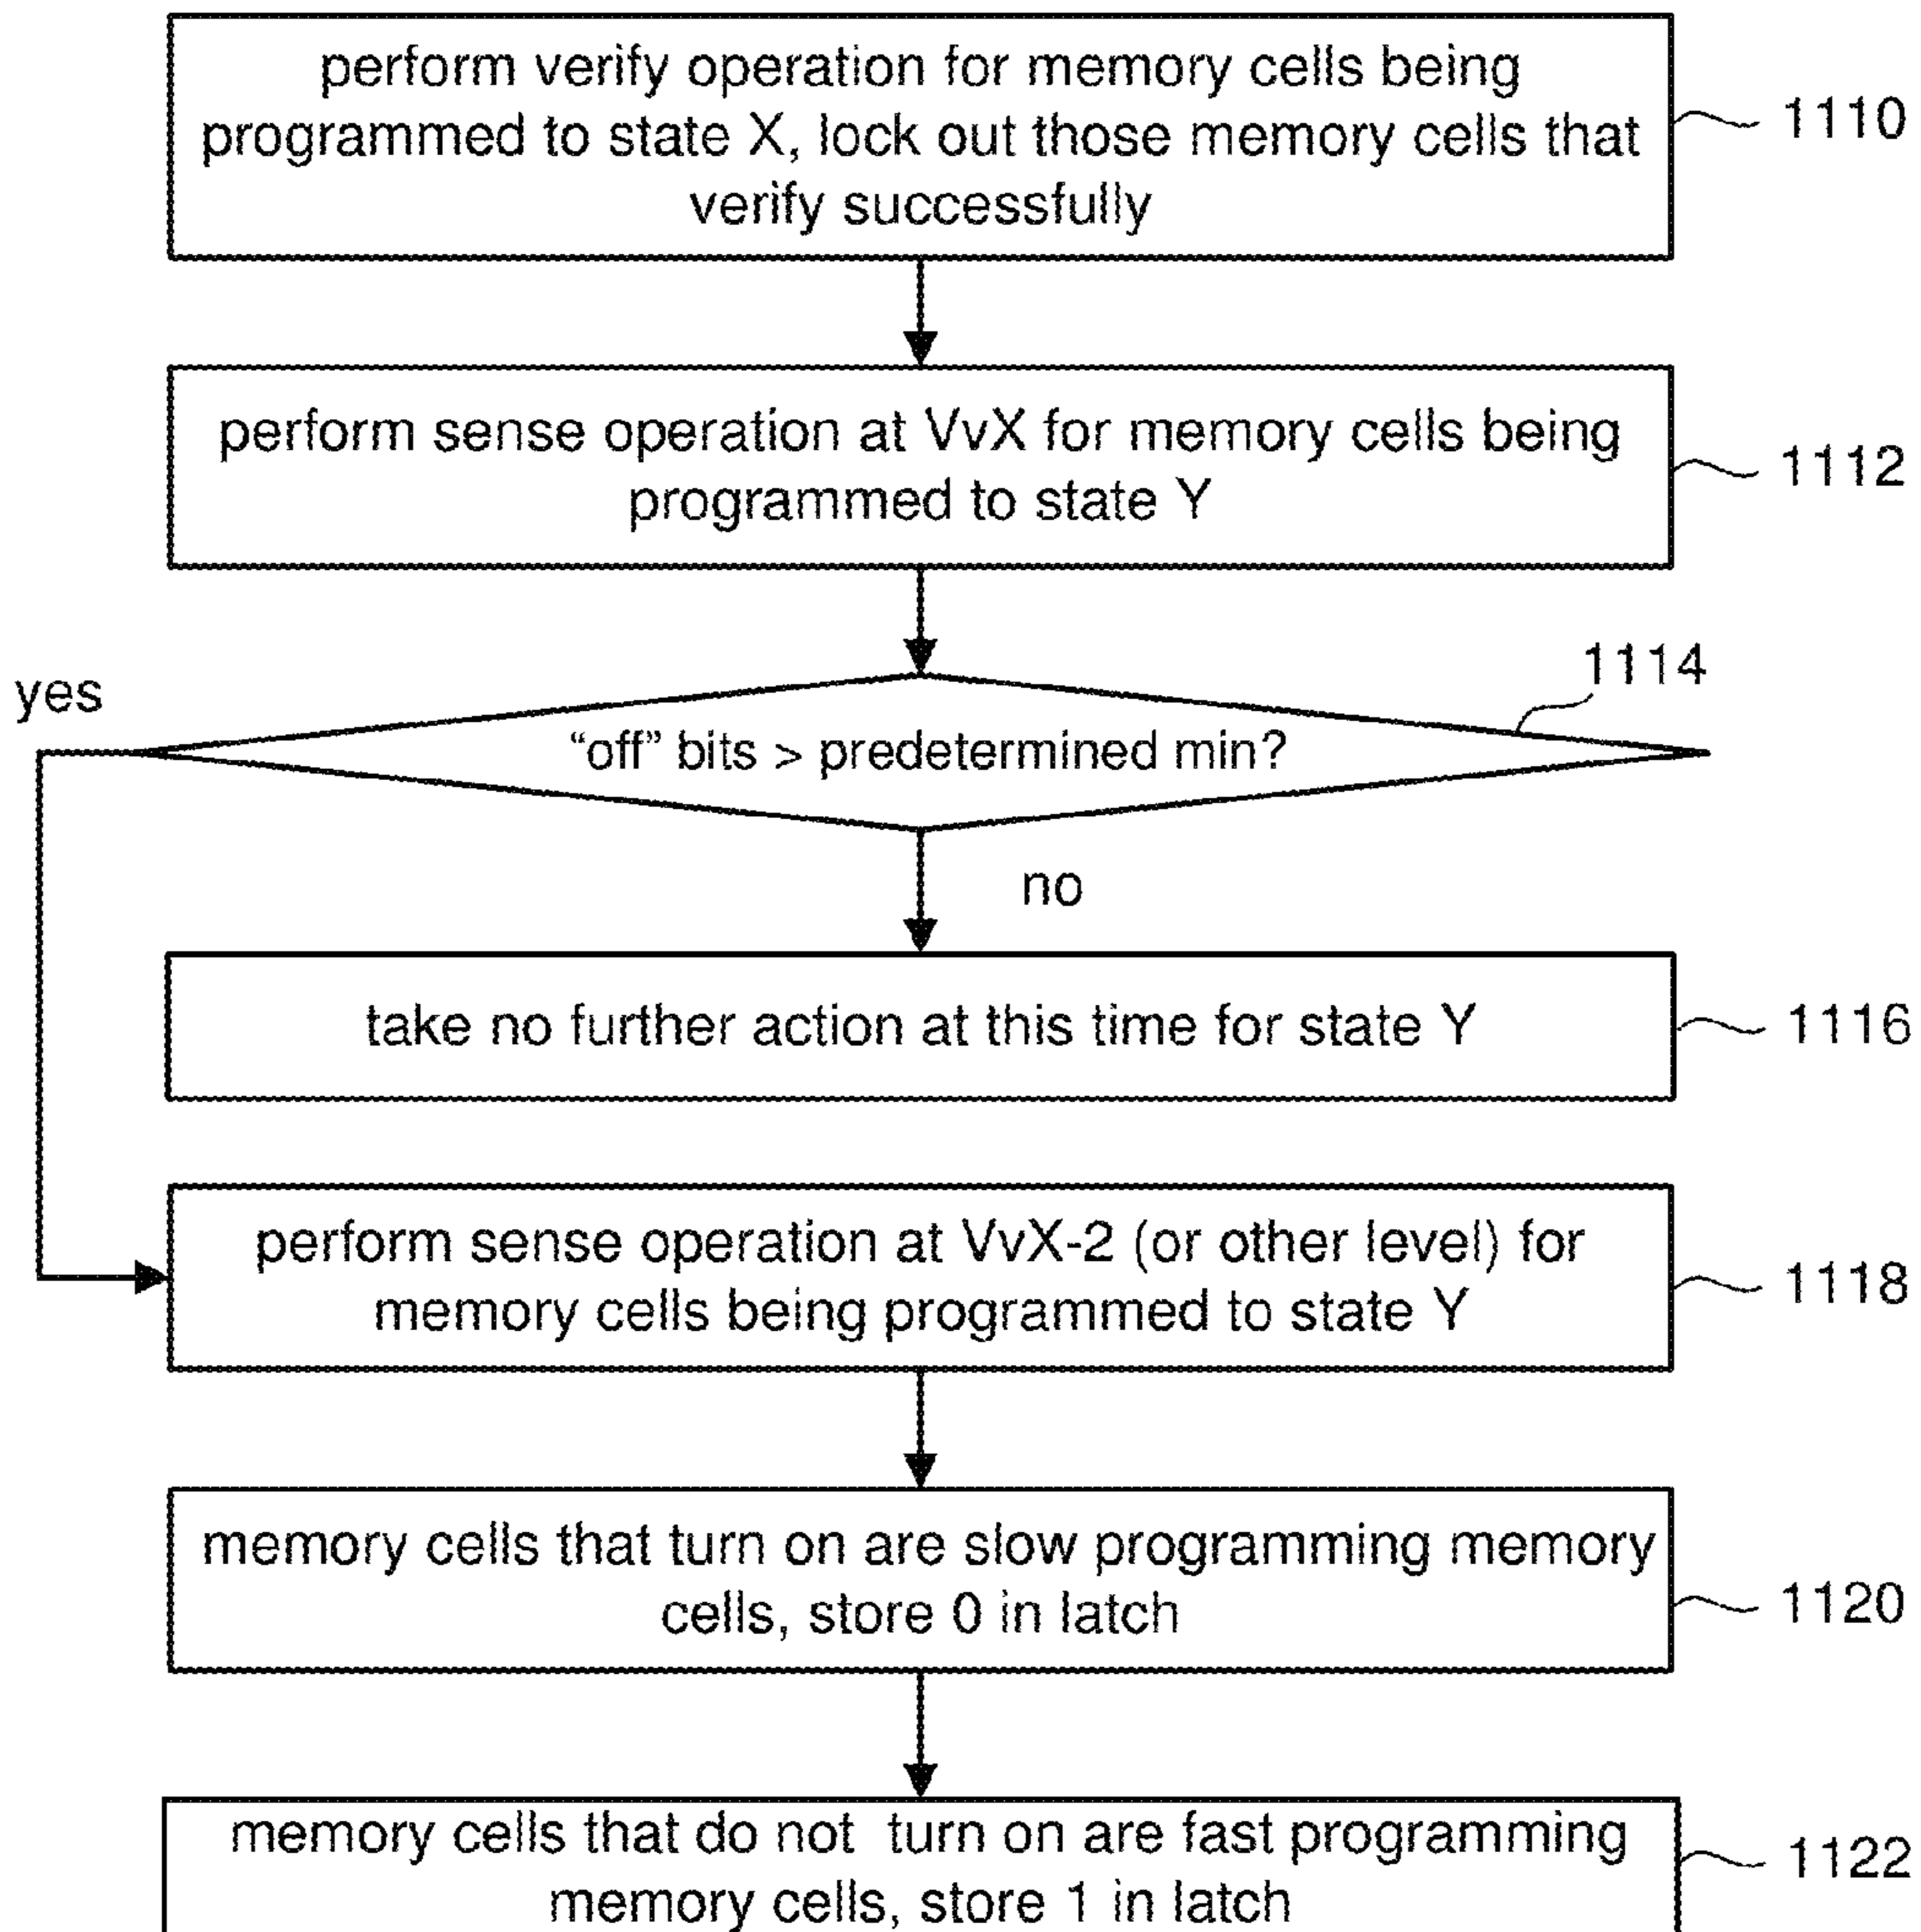 perform verify operation for memory cells being
programmed to state X, lock out those memory cells that
verify successfully
1110
perform sense operation at VvX for memory cells being
programmed to state Y
1112
1114
yes
“off” bits > predetermined min?
no
take no further action at this time for state Y
1116
perform sense operation at VvX-2 (or other level) for
memory cells being programmed to state Y
1118
memory cells that turn on are slow programming memory
cells, store 0 in latch
1120
memory cells that do not turn on are fast programming
memory cells, store 1 in latch
1122